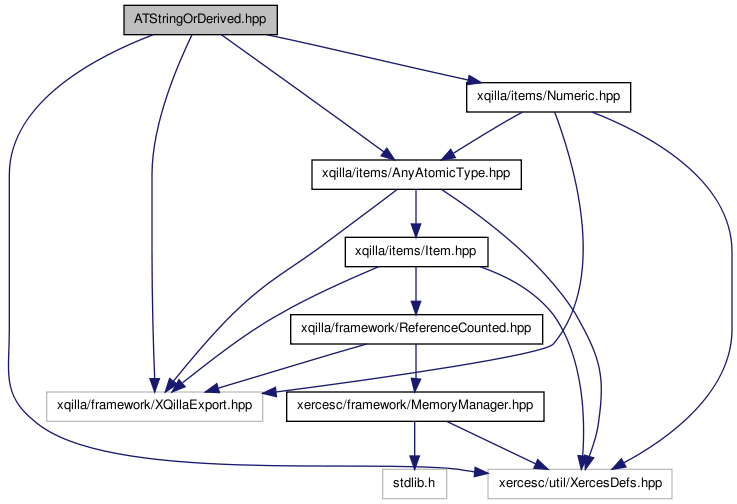 ATStringOrDerived.hpp
xqilla/items/Numeric.hpp
xqilla/items/AnyAtomicType.hpp
xqilla/items/Item.hpp
xqilla/framework/ReferenceCounted.hpp
xqilla/framework/XQillaExport.hpp
xercesc/framework/MemoryManager.hpp
stdlib.h
xercesc/util/XercesDefs.hpp